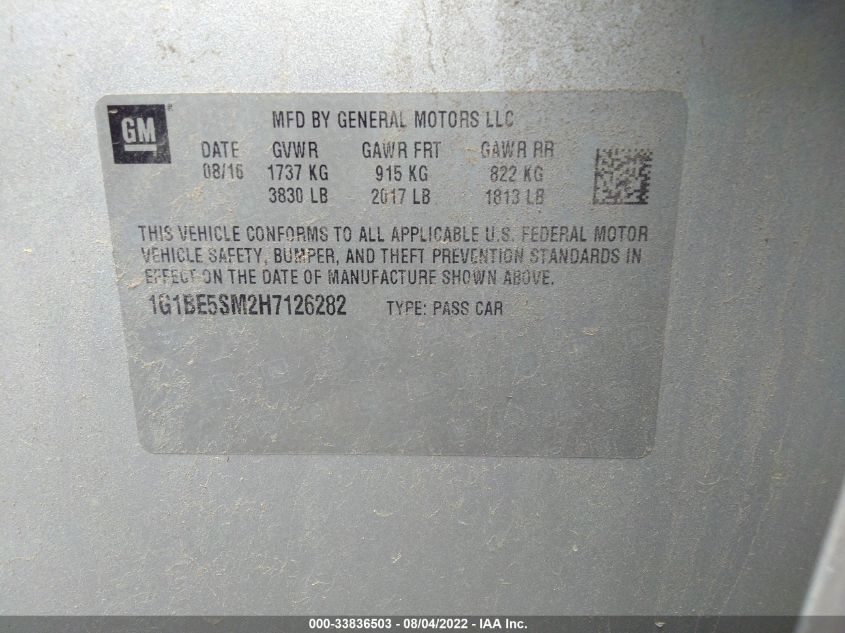 GM® MFD BY GENERAL MOTORS LLC
DATE GVWR GAWR FRT GAWR RR
08/16 1737 KG 915 KG 822 KG
3830 LB 2017 LB 1813 LB
THIS VEHICLE CONFORMS TO ALL APPLICABLE U.S. FEDERAL MOTOR
VEHICLE SAFETY, BUMPER, AND THEFT PREVENTION STANDARDS IN
EFFECT ON THE DATE OF MANUFACTURE SHOWN ABOVE.
1G1BE5SM2H7126282 TYPE: PASS CAR
000-33836503 - 08/04/2022 - IAA Inc.